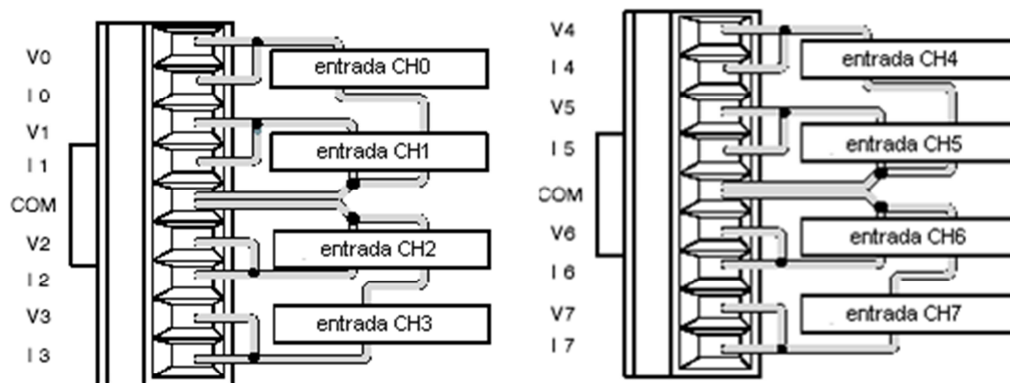 V0
I 0
V1
I 1
COM
V2
I 2
V3
I 3
entrada CH0
entrada CH1
entrada CH2
entrada CH3
V4
I 4
V5
I 5
COM
V6
I 6
V7
I 7
entrada CH4
entrada CH5
entrada CH6
entrada CH7